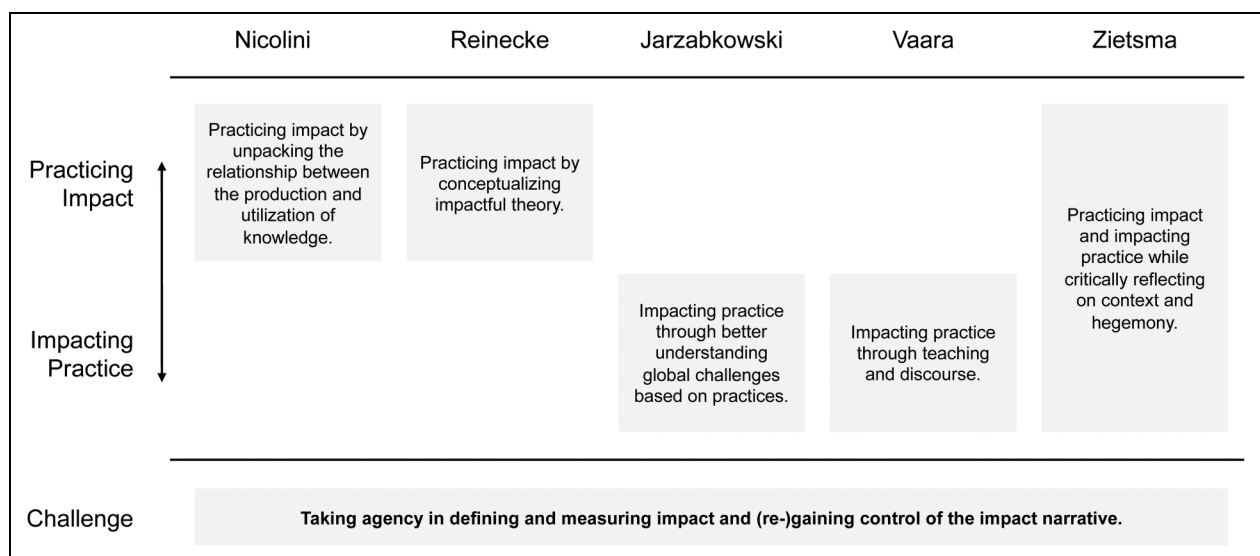 Nicolini
Reinecke
Jarzabkowski
Vaara
Zietsma
Practicing
Impact
Practicing impact by
unpacking the
relationship between
the production and
utilization of
knowledge.
Practicing impact by
conceptualizing
impactful theory.
Practicing impact
and impacting
practice while
critically reflecting
on context and
hegemony.
Impacting
Practice
Impacting practice
through better
understanding
global challenges
based on practices.
Impacting practice
through teaching
and discourse.
Challenge
Taking agency in defining and measuring impact and (re-)gaining control of the impact narrative.